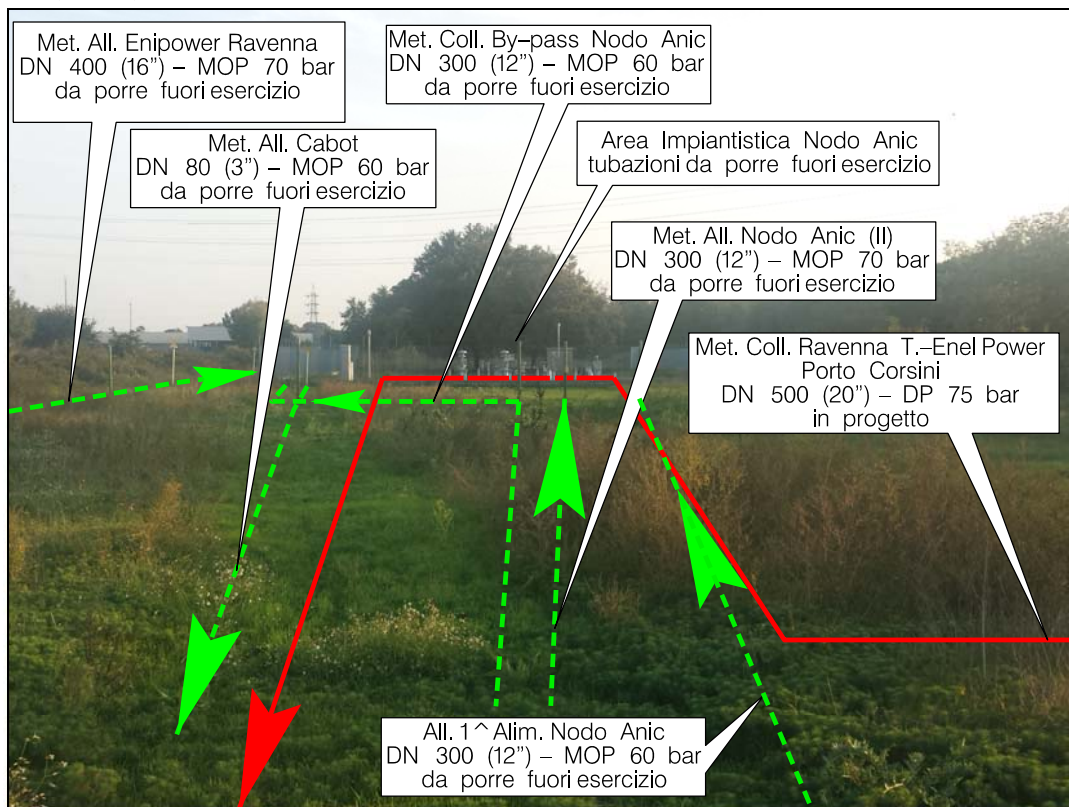 Met. All. Enipower Ravenna
DN 400 (16") – MOP 70 bar
da porre fuori esercizio
Met. Coll. By–pass Nodo Anic
DN 300 (12") – MOP 60 bar
da porre fuori esercizio
Met. All. Cabot
DN 80 (3") – MOP 60 bar
da porre fuori esercizio
Area Impiantistica Nodo Anic
tubazioni da porre fuori esercizio
Met. All. Nodo Anic (II)
DN 300 (12") – MOP 70 bar
da porre fuori esercizio
Met. Coll. Ravenna T.–Enel Power
Porto Corsini
DN 500 (20") – DP 75 bar
in progetto
All. 1^ Alim. Nodo Anic
DN 300 (12") – MOP 60 bar
da porre fuori esercizio